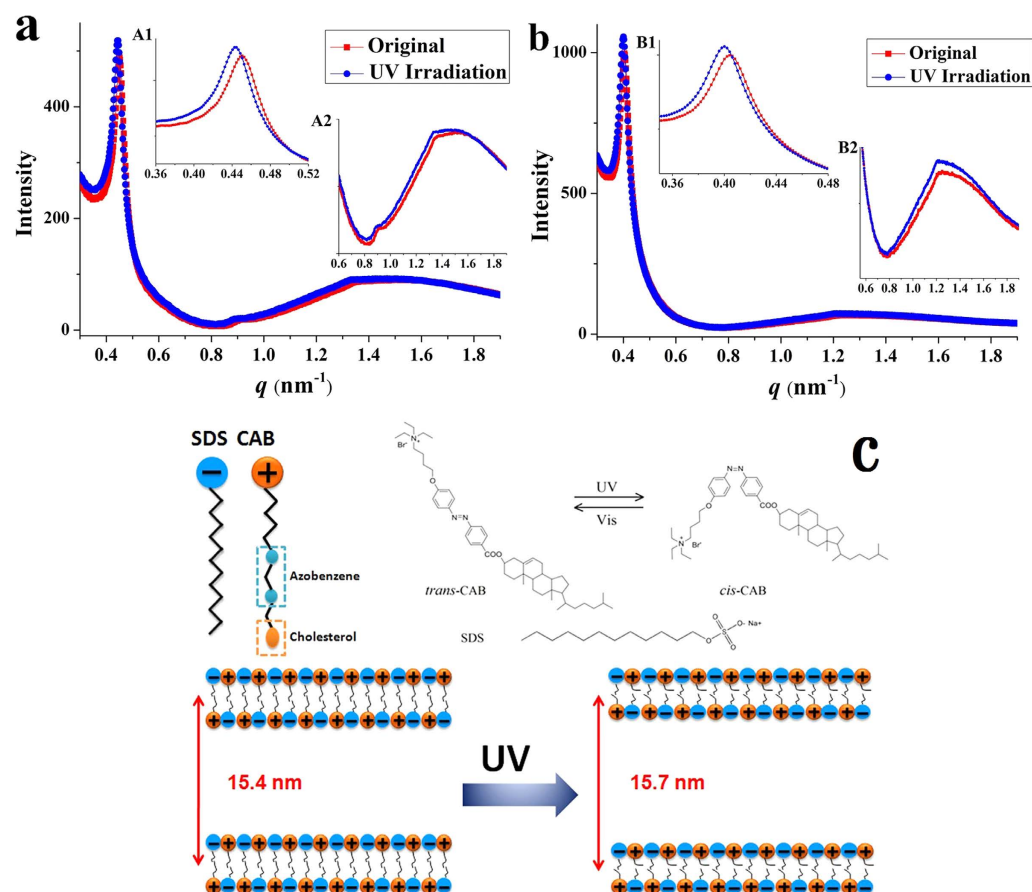 a
A1
Original
UV Irradiation
A2
Intensity
0
200
400
0.36 0.40 0.44 0.48 0.52
0.6 0.8 1.0 1.2 1.4 1.6 1.8
0.4 0.6 0.8 1.0 1.2 1.4 1.6 1.8
q (nm-1)
b
B1
Original
UV Irradiation
B2
Intensity
0
500
1000
0.36 0.40 0.44 0.48
0.6 0.8 1.0 1.2 1.4 1.6 1.8
0.4 0.6 0.8 1.0 1.2 1.4 1.6 1.8
q (nm-1)
c
SDS CAB
Azobenzene
Cholesterol
Br-
N+
O
N=N
COO
trans-CAB
UV
Vis
N=N
O
COO
N+
Br-
cis-CAB
SDS
O
S
O
O
O- Na+
15.4 nm
UV
15.7 nm